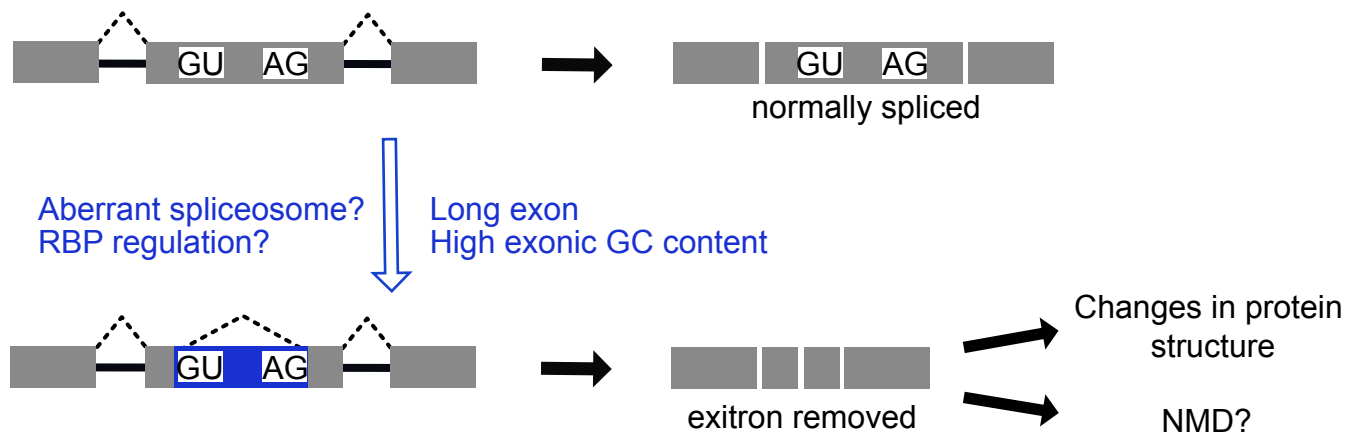 GU AG
GU AG
normally spliced
Aberrant spliceosome?
RBP regulation?
Long exon
High exonic GC content
GU AG
exitron removed
Changes in protein
structure
NMD?